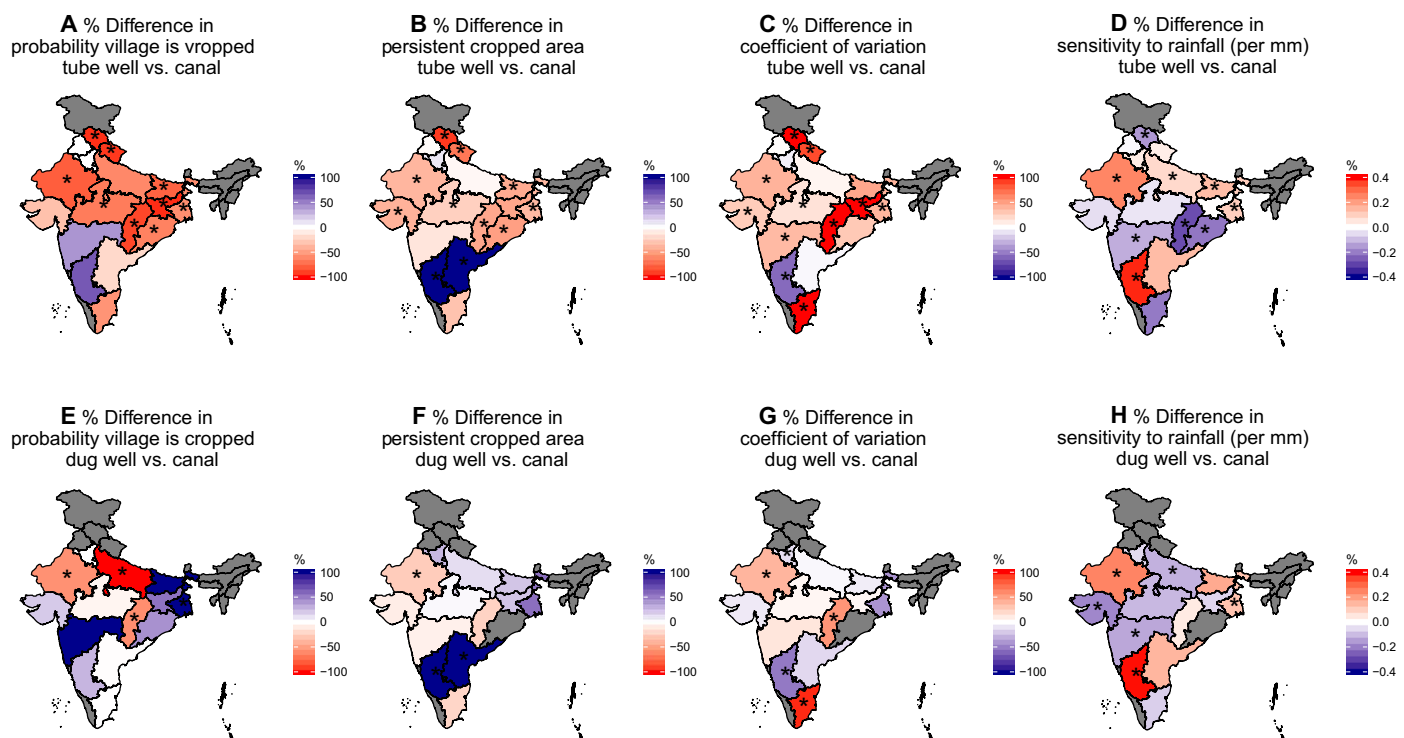 A % Difference in
probability village is vropped
tube well vs. canal
B % Difference in
persistent cropped area
tube well vs. canal
C % Difference in
coefficient of variation
tube well vs. canal
D % Difference in
sensitivity to rainfall (per mm)
tube well vs. canal
%
100
50
0
−50
−100
%
100
50
0
−50
−100
%
100
50
0
−50
−100
%
0.4
0.2
0.0
−0.2
−0.4
E % Difference in
probability village is cropped
dug well vs. canal
F % Difference in
persistent cropped area
dug well vs. canal
G % Difference in
coefficient of variation
dug well vs. canal
H % Difference in
sensitivity to rainfall (per mm)
dug well vs. canal
%
100
50
0
−50
−100
%
100
50
0
−50
−100
%
100
50
0
−50
−100
%
0.4
0.2
0.0
−0.2
−0.4